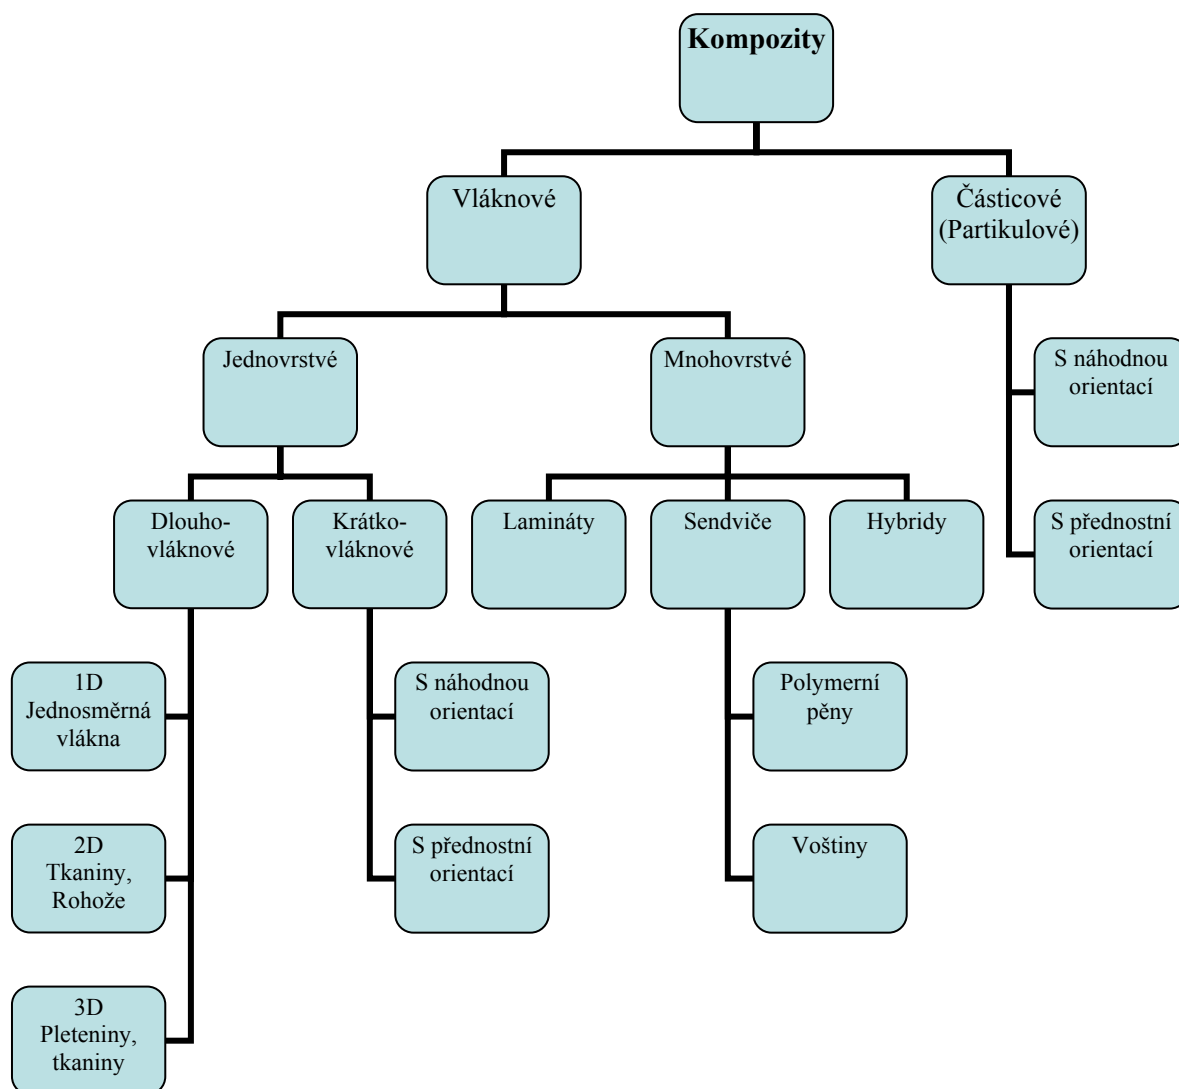 Kompozity
Vláknové
Částicové
(Partikulové)
Jednovrstvé
Mnohovrstvé
S náhodnou
orientací
Dlouho-
vláknové
Krátko-
vláknové
Lamináty
Sendviče
Hybridy
S přednostní
orientací
1D
Jednosměrná
vlákna
S náhodnou
orientací
Polymerní
pěny
2D
Tkaniny,
Rohože
S přednostní
orientací
Voštiny
3D
Pleteniny,
tkaniny